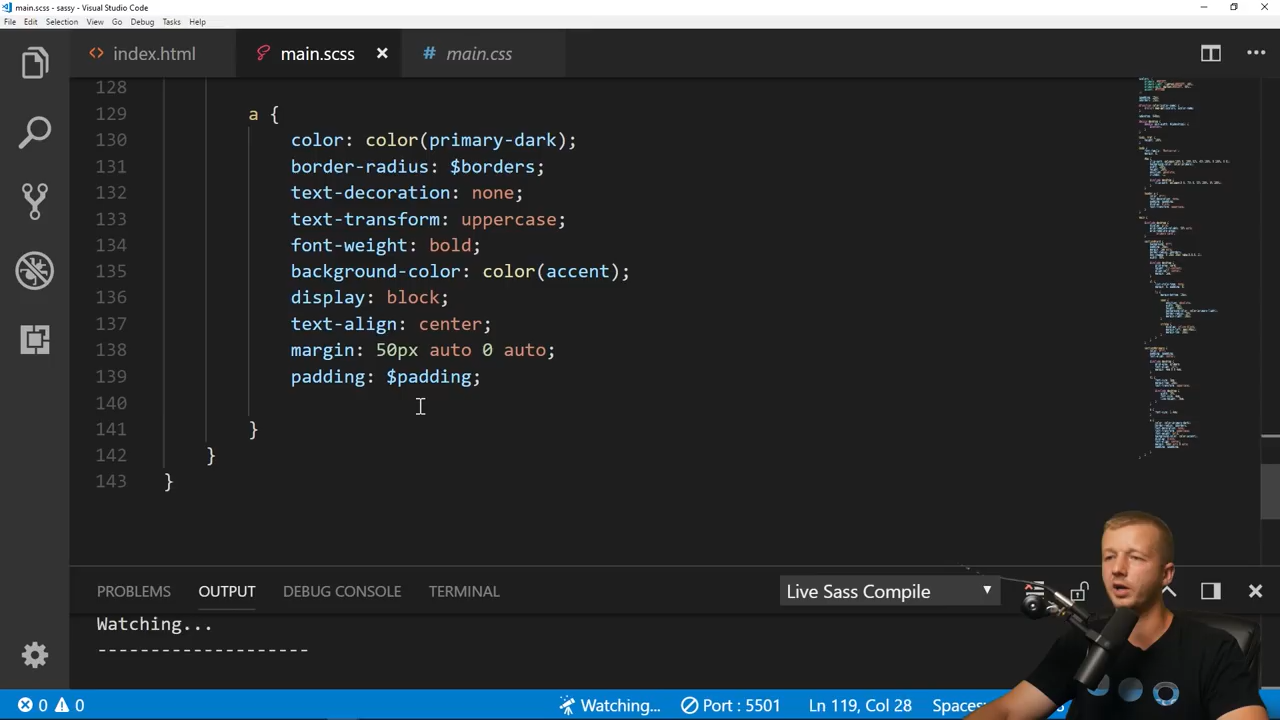 main.scss - sassy - Visual Studio Code
File Edit Selection View Go Debug Tasks Help
<> index.html main.scss × # main.css ...
128
129 a {
130 color: color(primary-dark);
131 border-radius: $borders;
132 text-decoration: none;
133 text-transform: uppercase;
134 font-weight: bold;
135 background-color: color(accent);
136 display: block;
137 text-align: center;
138 margin: 50px auto 0 auto;
139 padding: $padding;
140
141 }
142 }
143 }
PROBLEMS OUTPUT DEBUG CONSOLE TERMINAL Live Sass Compile
Watching...
--------------------
0 0 Watching... Port : 5501 Ln 119, Col 28 Spaces: